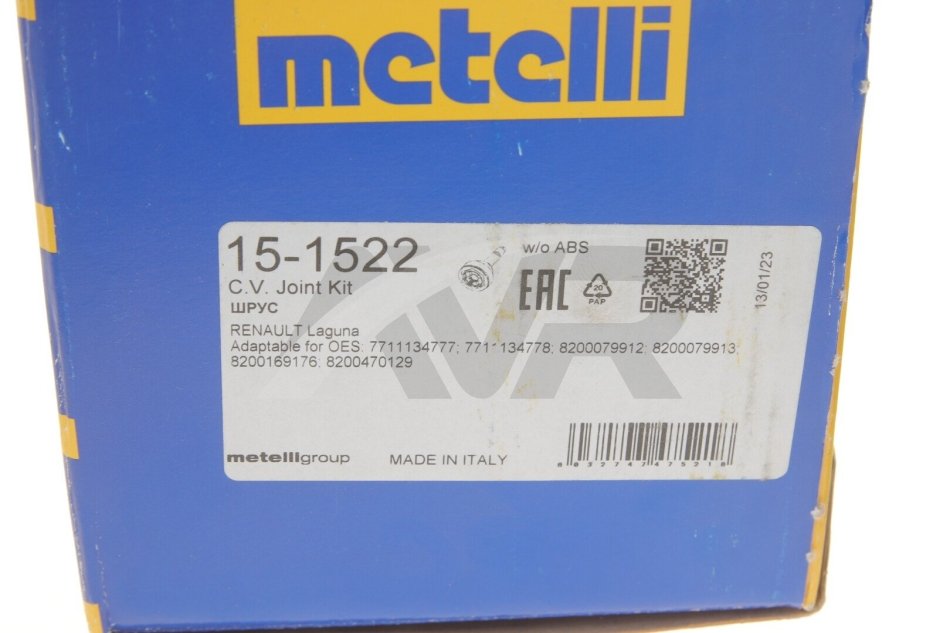 metelli
15-1522
w/o ABS
C.V. Joint Kit
ШРУС
EAC
20
PAP
13/01/23
RENAULT Laguna
Adaptable for OES: 7711134777; 7711134778; 8200079912; 8200079913;
8200169176; 8200470129
AVR
metelligroup
MADE IN ITALY